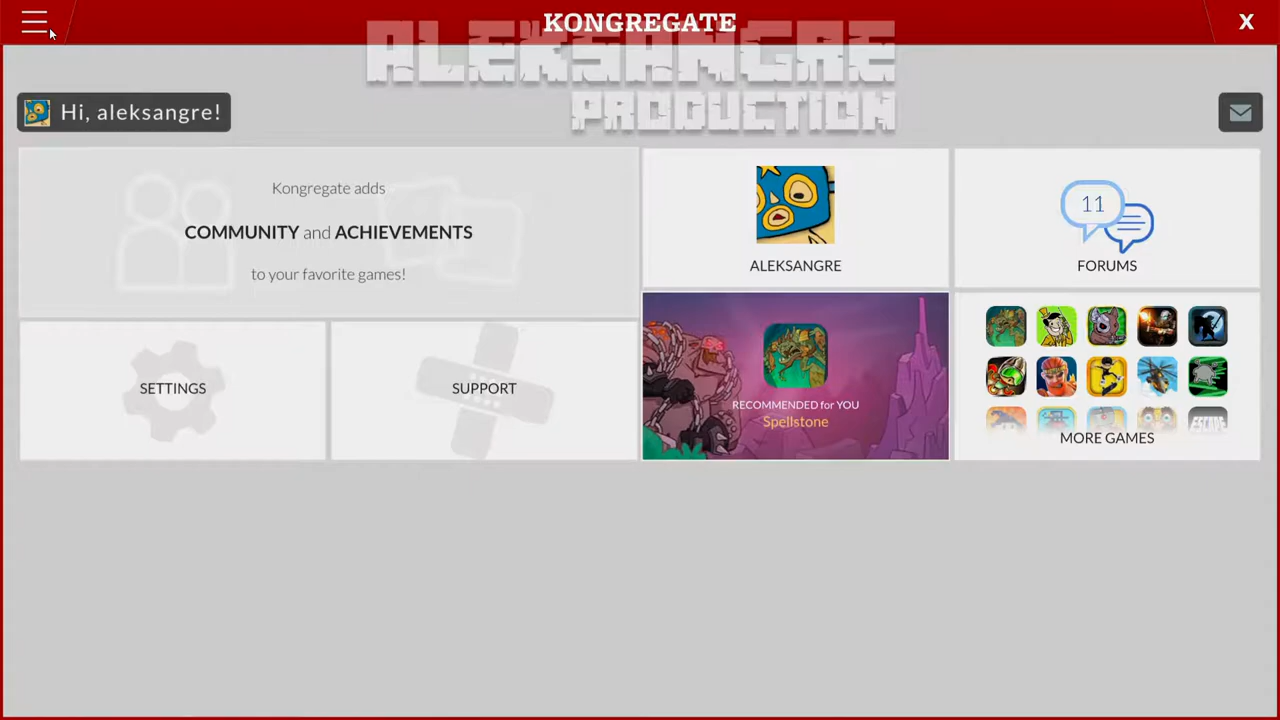 KONGREGATE
X
ALEKSANGRE
PRODUCTION
Hi, aleksangre!
Kongregate adds
COMMUNITY and ACHIEVEMENTS
to your favorite games!
ALEKSANGRE
11
FORUMS
SETTINGS
SUPPORT
RECOMMENDED for YOU
Spellstone
ESCAPE
MORE GAMES